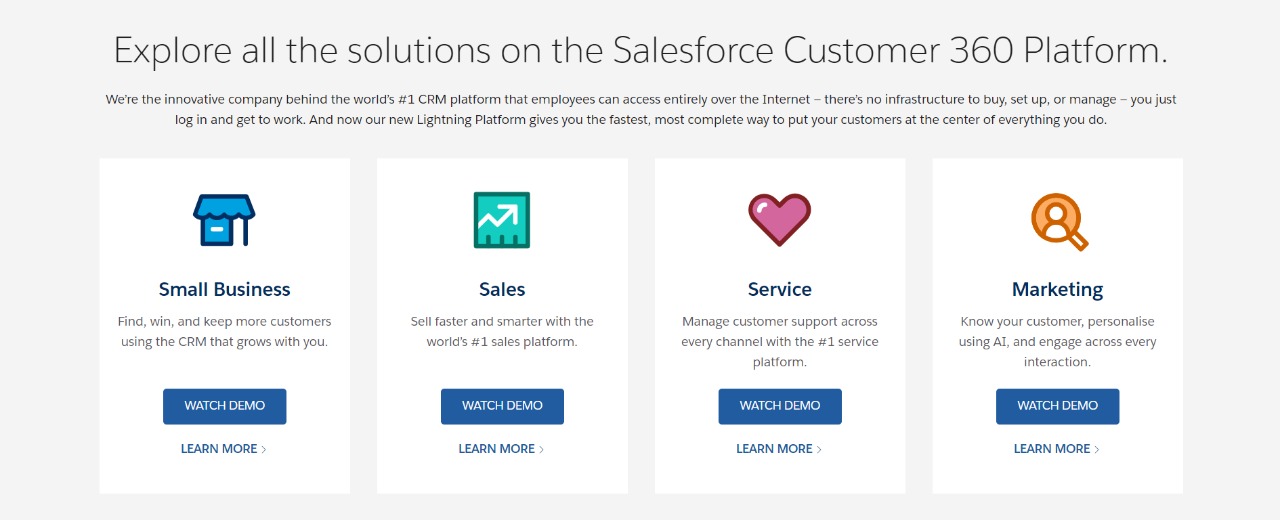 Explore all the solutions on the Salesforce Customer 360 Platform.
We're the innovative company behind the world's #1 CRM platform that employees can access entirely over the Internet – there's no infrastructure to buy, set up, or manage – you just
log in and get to work. And now our new Lightning Platform gives you the fastest, most complete way to put your customers at the center of everything you do.
Small Business
Find, win, and keep more customers
using the CRM that grows with you.
WATCH DEMO
LEARN MORE >
Sales
Sell faster and smarter with the
world's #1 sales platform.
WATCH DEMO
LEARN MORE >
Service
Manage customer support across
every channel with the #1 service
platform.
WATCH DEMO
LEARN MORE >
Marketing
Know your customer, personalise
using AI, and engage across every
interaction.
WATCH DEMO
LEARN MORE >